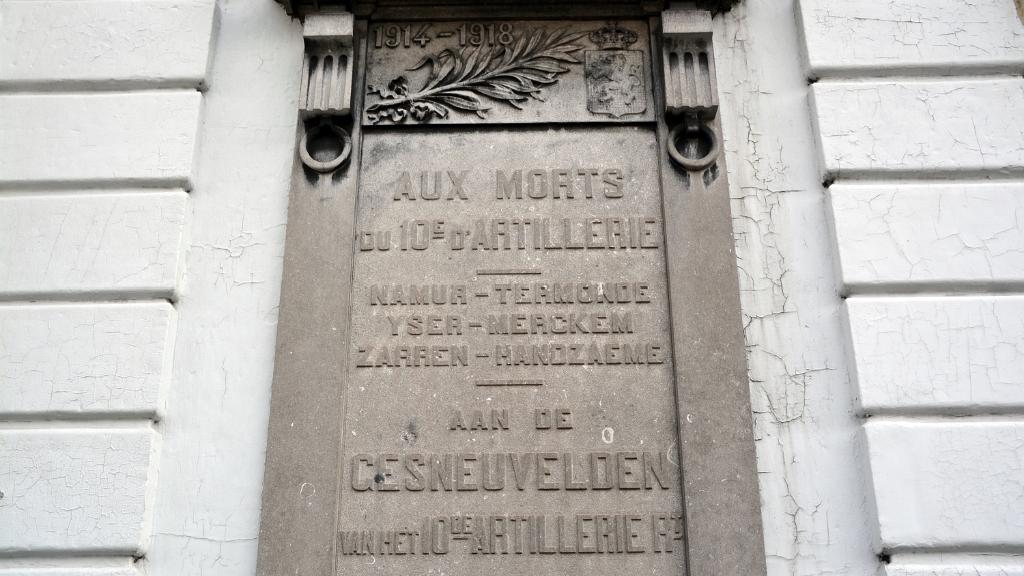 1914-1918
AUX MORTS
DU 10E D'ARTILLERIE
NAMUR-TERMONDE
YSER-MERCKEM
ZARREN-HANDZAEME
AAN DE
GESNEUVELDEN
VAN HET 10DE ARTILLERIE RT